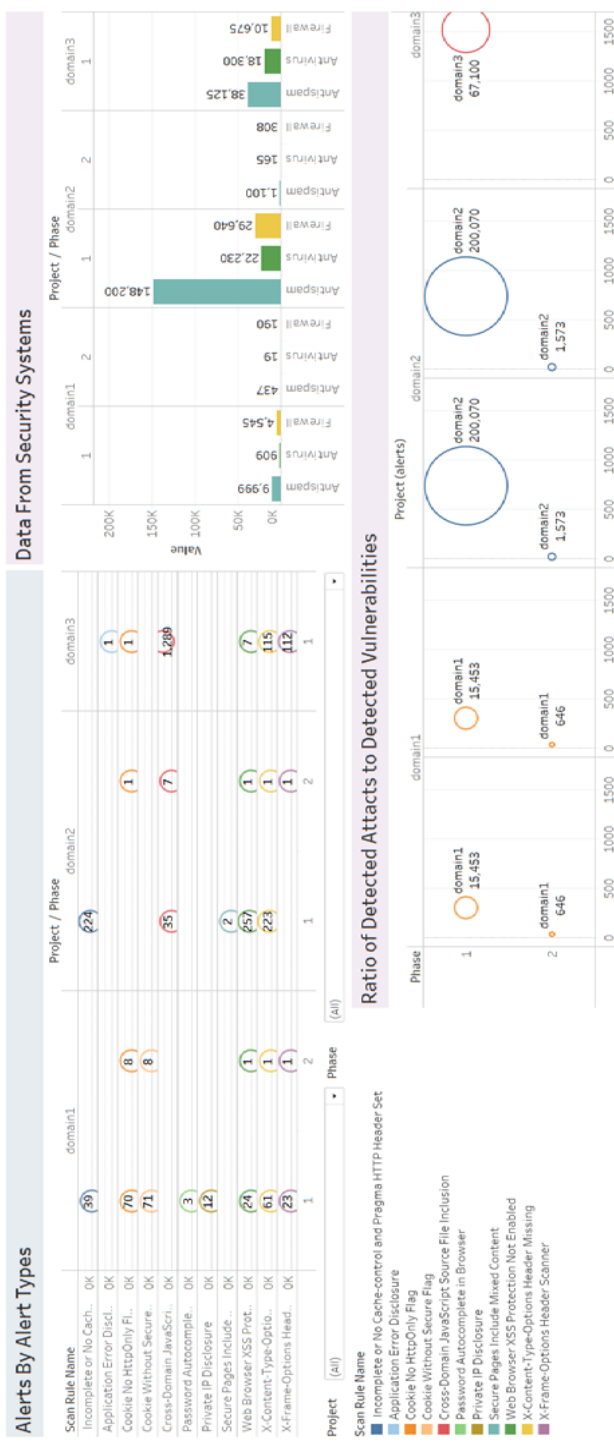 Alerts By Alert Types
Project / Phase
domain1 domain2 domain3
Scan Rule Name
Incomplete or No Cach.. 0K 39 224
Application Error Discl.. 0K 1
Cookie No HttpOnly Fl.. 0K 70 8 1 1
Cookie Without Secure.. 0K 71 8
Cross-Domain JavaScri.. 0K 35 7 1,289
Password Autocomple.. 0K 3
Private IP Disclosure 0K 12
Secure Pages Include .. 0K 2
Web Browser XSS Prot.. 0K 24 1 257 1 7
X-Content-Type-Optio.. 0K 61 1 223 1 115
X-Frame-Options Head.. 0K 23 1 1 112
1 2 1 2 1
Project
(All)
Phase
(All)
Data From Security Systems
Project / Phase
domain1 domain2 domain3
1 2 1 2 1
Value
200K
150K
100K
50K
0K
9,999 909 4,545 437 19 190 148,200 22,230 29,640 1,100 165 308 38,125 18,300 10,675
Antispam Antivirus Firewall Antispam Antivirus Firewall Antispam Antivirus Firewall Antispam Antivirus Firewall Antispam Antivirus Firewall
Scan Rule Name
Incomplete or No Cache-control and Pragma HTTP Header Set
Application Error Disclosure
Cookie No HttpOnly Flag
Cookie Without Secure Flag
Cross-Domain JavaScript Source File Inclusion
Password Autocomplete in Browser
Private IP Disclosure
Secure Pages Include Mixed Content
Web Browser XSS Protection Not Enabled
X-Content-Type-Options Header Missing
X-Frame-Options Header Scanner
Ratio of Detected Attacts to Detected Vulnerabilities
Project (alerts)
Phase domain1 domain2 domain3
1
domain1
15,453
domain1
15,453
domain2
200,070
domain2
200,070
domain3
67,100
2
domain1
646
domain1
646
domain2
1,573
domain2
1,573
0 500 1000 1500 0 500 1000 1500 0 500 1000 1500 0 500 1000 1500 0 500 1000 1500